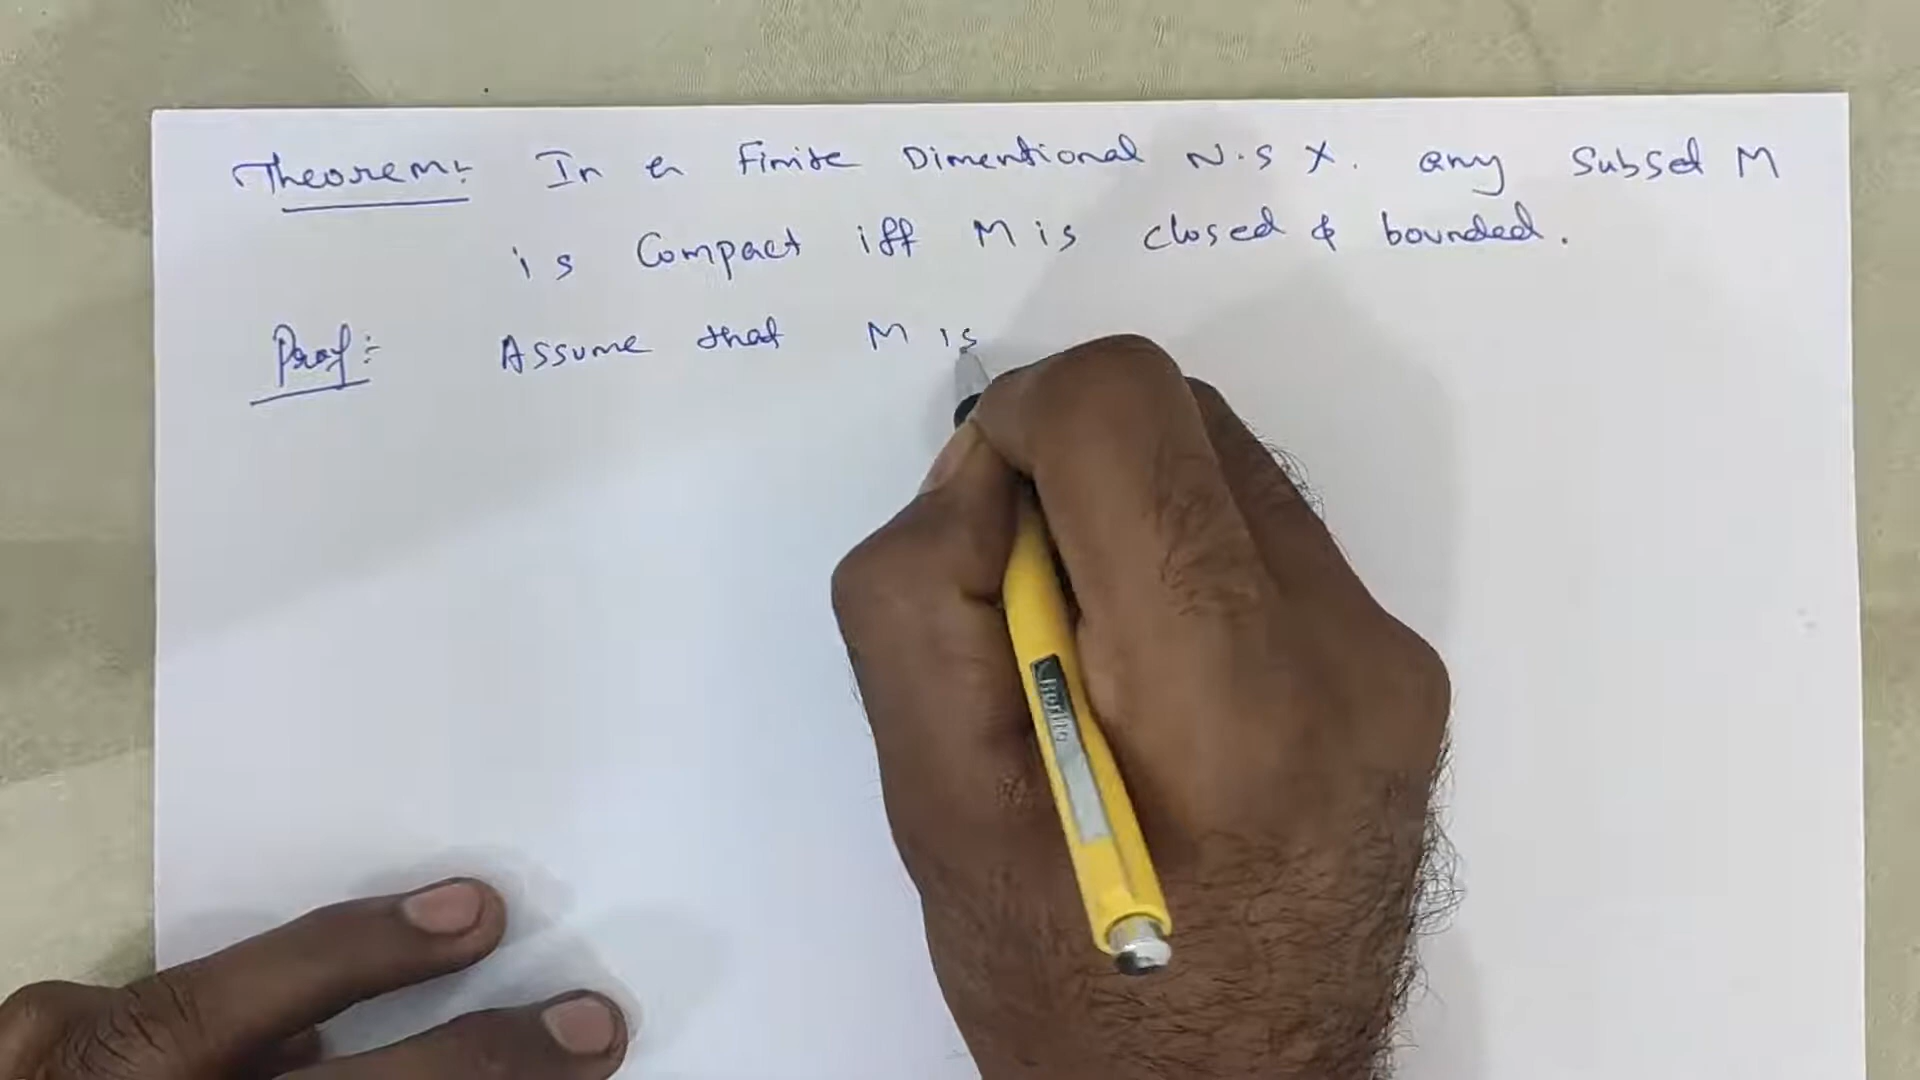 Theorem: In a Finite Dimentional N.S X. any Subset M
is Compact iff M is closed & bounded.
Proof: Assume that M is